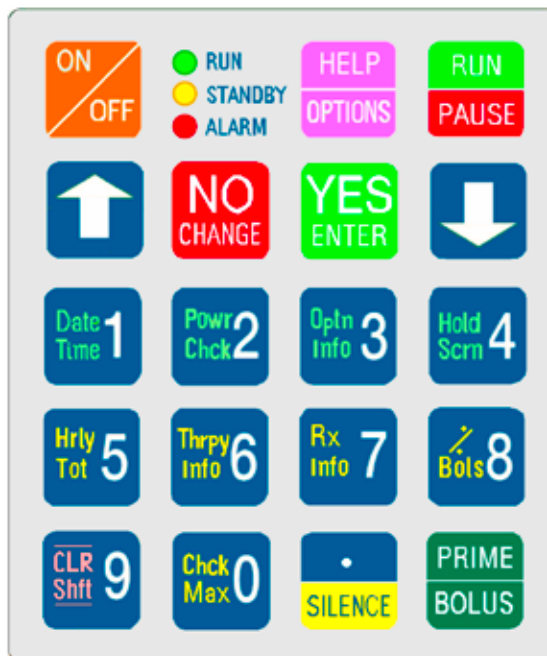 ON
OFF
RUN
STANDBY
ALARM
HELP
OPTIONS
RUN
PAUSE
NO
CHANGE
YES
ENTER
Date
Time
1
Powr
Chck
2
Optn
Info
3
Hold
Scrn
4
Hrly
Tot
5
Thrpy
Info
6
Rx
Info
7
Bols
8
CLR
Shft
9
Chck
Max
0
.
SILENCE
PRIME
BOLUS